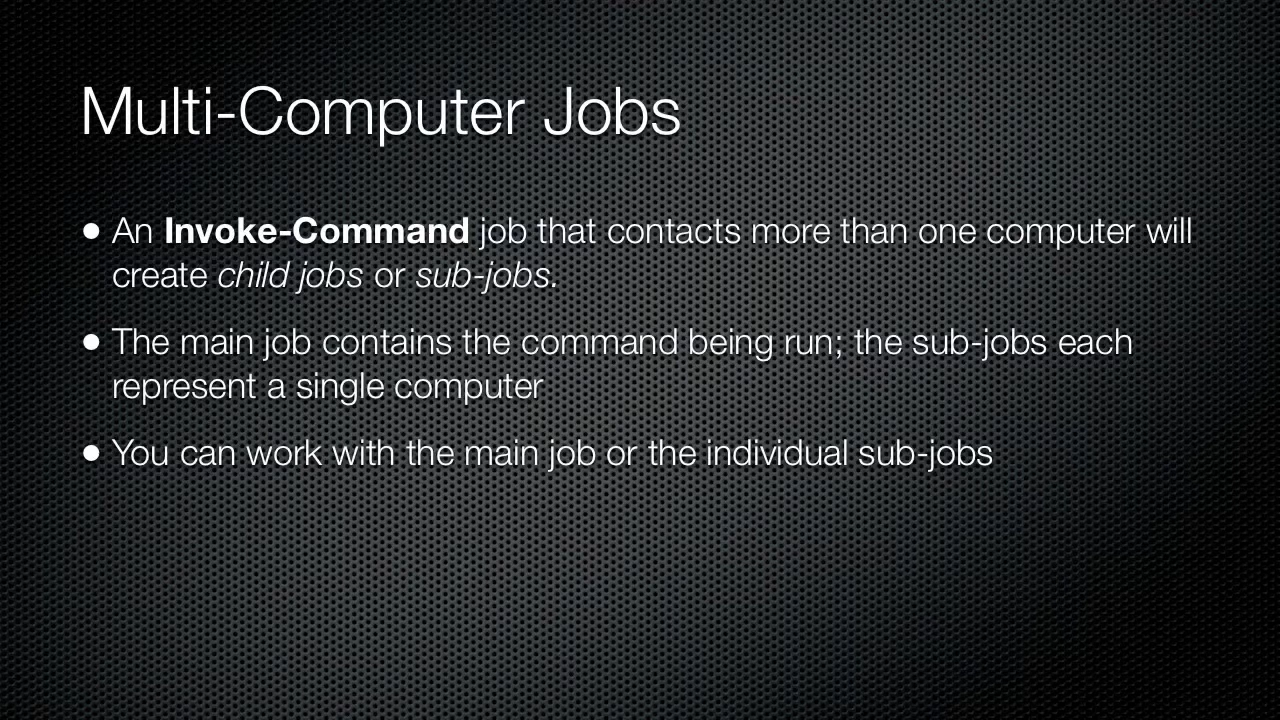 Multi-Computer Jobs
• An Invoke-Command job that contacts more than one computer will
create child jobs or sub-jobs.
• The main job contains the command being run; the sub-jobs each
represent a single computer
• You can work with the main job or the individual sub-jobs